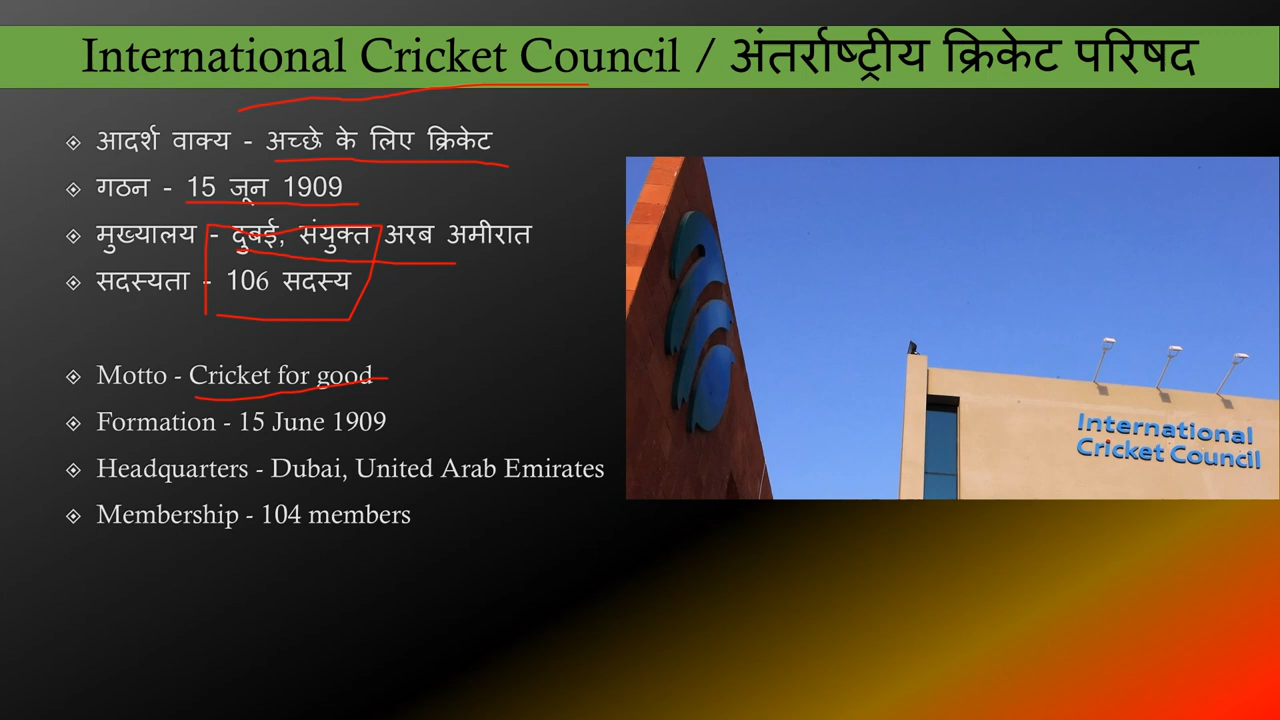 International Cricket Council / अंतर्राष्ट्रीय क्रिकेट परिषद
आदर्श वाक्य - अच्छे के लिए क्रिकेट
गठन - 15 जून 1909
मुख्यालय - दुबई, संयुक्त अरब अमीरात
सदस्यता - 106 सदस्य
Motto - Cricket for good
Formation - 15 June 1909
Headquarters - Dubai, United Arab Emirates
Membership - 104 members
International
Cricket Council